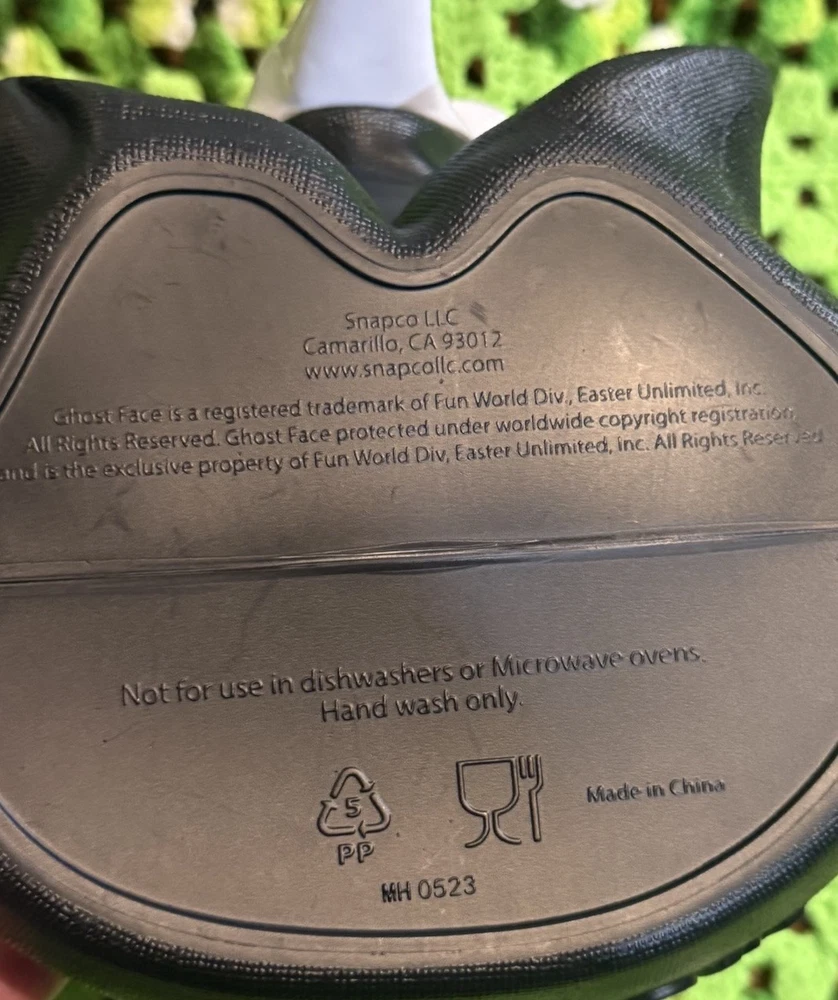 Snapco LLC
Camarillo, CA 93012
www.snapcollc.com
Ghost Face is a registered trademark of Fun World Div., Easter Unlimited, Inc.
All Rights Reserved. Ghost Face protected under worldwide copyright registration,
and is the exclusive property of Fun World Div, Easter Unlimited, Inc. All Rights Reserved
Not for use in dishwashers or Microwave ovens.
Hand wash only.
5
PP
Made in China
MH 0523